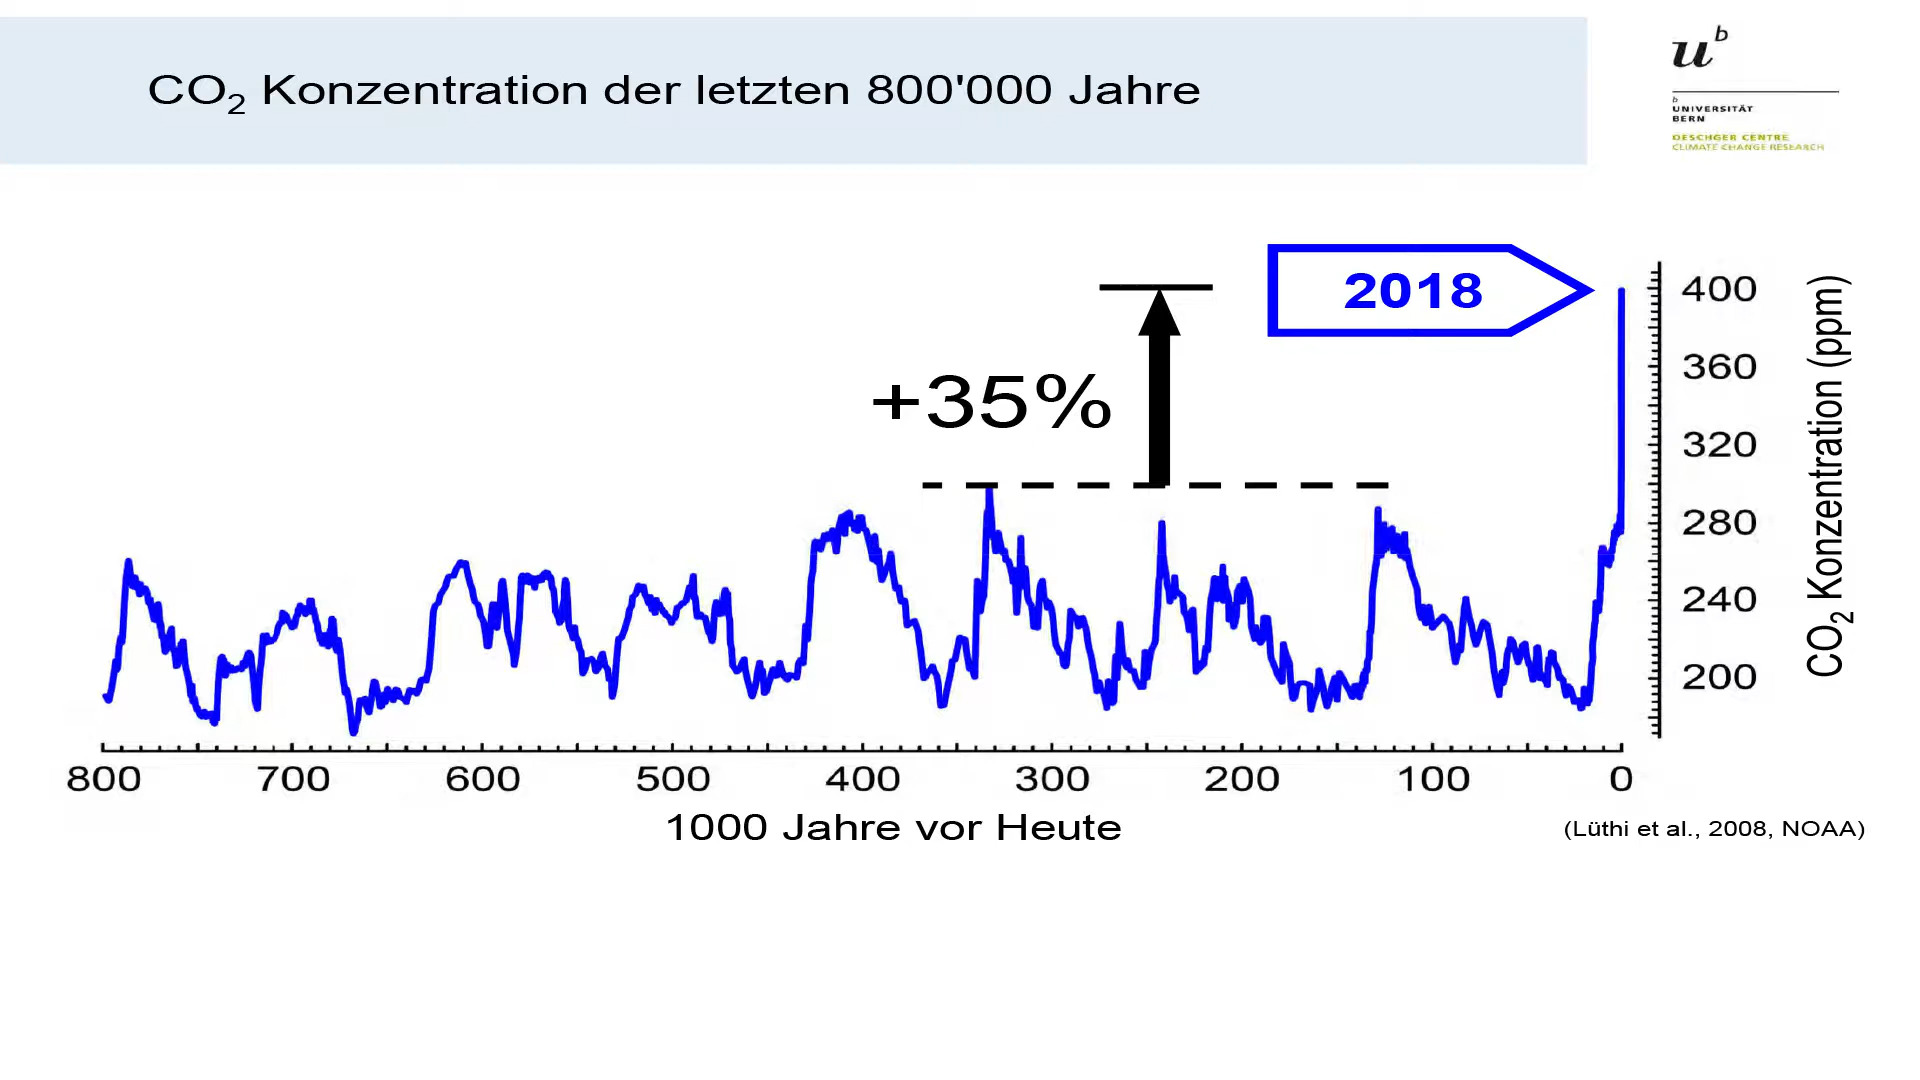 CO₂ Konzentration der letzten 800'000 Jahre
u^b
b
UNIVERSITÄT
BERN
OESCHGER CENTRE
CLIMATE CHANGE RESEARCH
2018
+35%
400
360
320
280
240
200
CO₂ Konzentration (ppm)
800 700 600 500 400 300 200 100 0
1000 Jahre vor Heute
(Lüthi et al., 2008, NOAA)